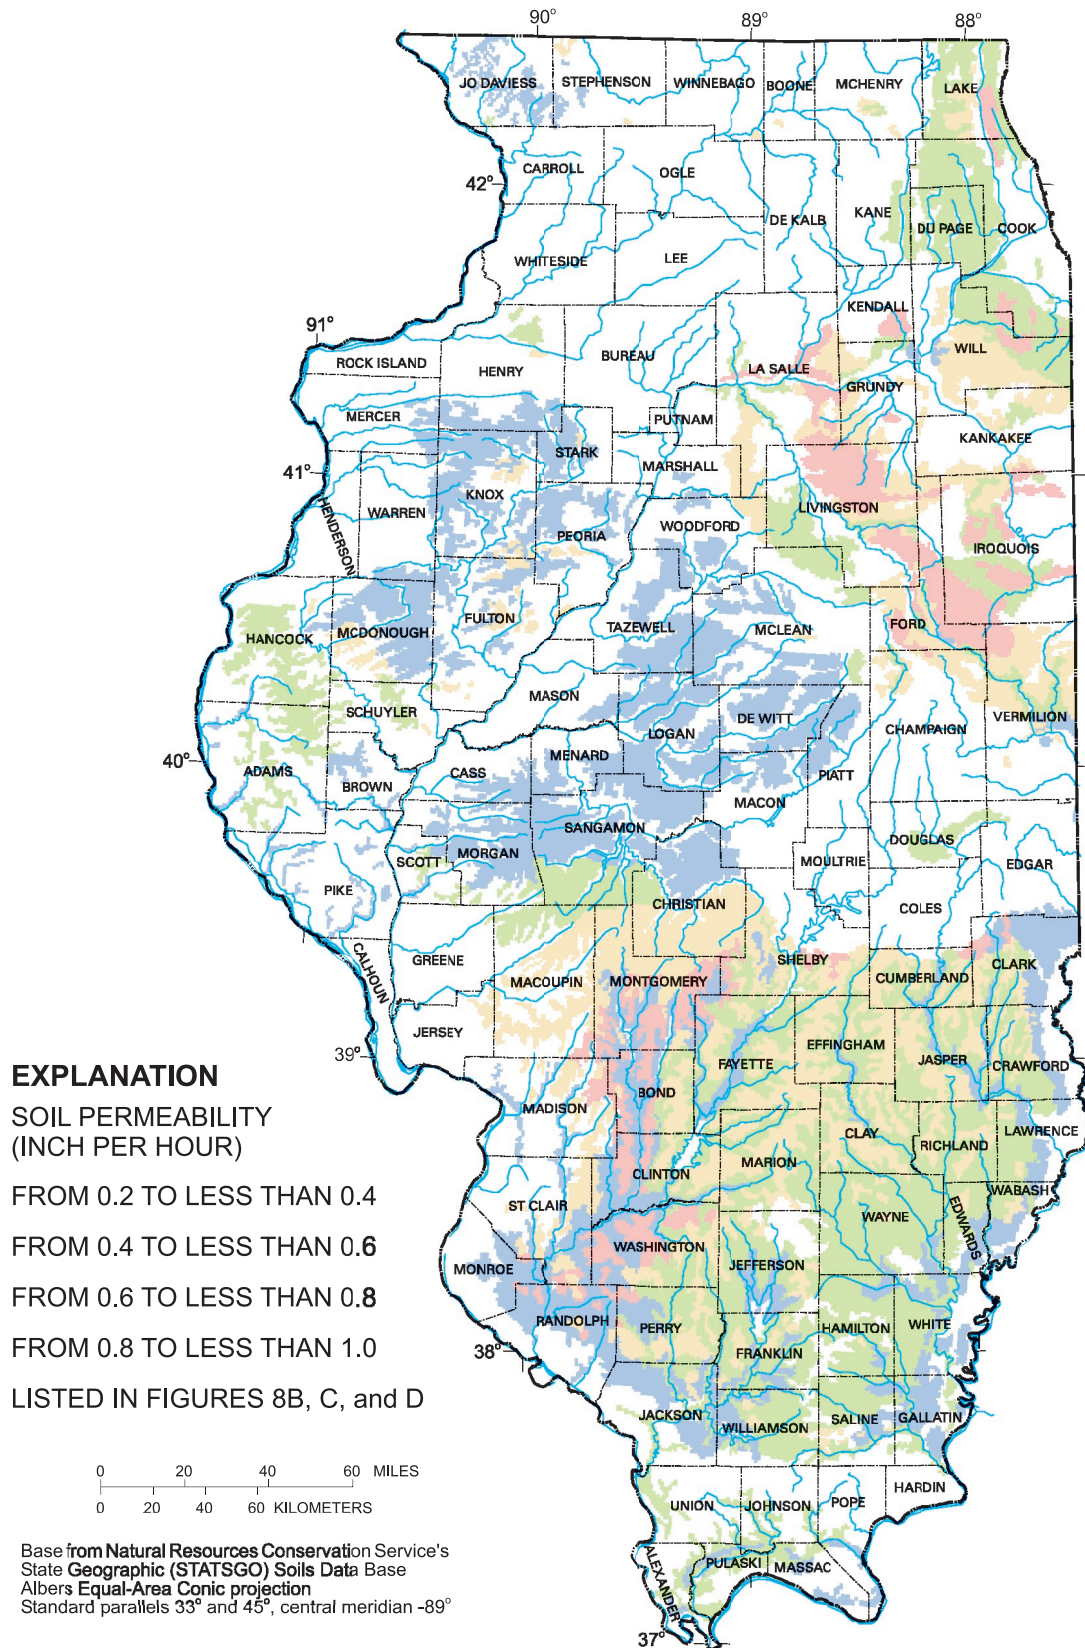 90°
89°
88°
JO DAVIESS
STEPHENSON
WINNEBAGO
BOONE
MCHENRY
LAKE
42°
CARROLL
OGLE
DE KALB
KANE
DU PAGE
COOK
WHITESIDE
LEE
KENDALL
91°
ROCK ISLAND
HENRY
BUREAU
LA SALLE
GRUNDY
WILL
MERCER
PUTNAM
KANKAKEE
STARK
MARSHALL
41°
KNOX
WARREN
HENDERSON
PEORIA
WOODFORD
LIVINGSTON
IROQUOIS
HANCOCK
MCDONOUGH
FULTON
TAZEWELL
MCLEAN
FORD
MASON
SCHUYLER
LOGAN
DE WITT
CHAMPAIGN
VERMILION
40°
ADAMS
BROWN
CASS
MENARD
PIATT
MACON
SANGAMON
DOUGLAS
EDGAR
SCOTT
MORGAN
MOULTRIE
PIKE
CHRISTIAN
COLES
CALHOUN
GREENE
MACOUPIN
MONTGOMERY
SHELBY
CUMBERLAND
CLARK
JERSEY
39°
EFFINGHAM
FAYETTE
JASPER
CRAWFORD
BOND
MADISON
CLAY
RICHLAND
LAWRENCE
MARION
CLINTON
WABASH
ST CLAIR
WAYNE
EDWARDS
WASHINGTON
MONROE
JEFFERSON
RANDOLPH
PERRY
HAMILTON
WHITE
38°
FRANKLIN
JACKSON
WILLIAMSON
SALINE
GALLATIN
UNION
JOHNSON
POPE
HARDIN
ALEXANDER
PULASKI
MASSAC
37°
EXPLANATION
SOIL PERMEABILITY
(INCH PER HOUR)
FROM 0.2 TO LESS THAN 0.4
FROM 0.4 TO LESS THAN 0.6
FROM 0.6 TO LESS THAN 0.8
FROM 0.8 TO LESS THAN 1.0
LISTED IN FIGURES 8B, C, and D
0 20 40 60 MILES
0 20 40 60 KILOMETERS
Base from Natural Resources Conservation Service's
State Geographic (STATSGO) Soils Data Base
Albers Equal-Area Conic projection
Standard parallels 33° and 45°, central meridian -89°